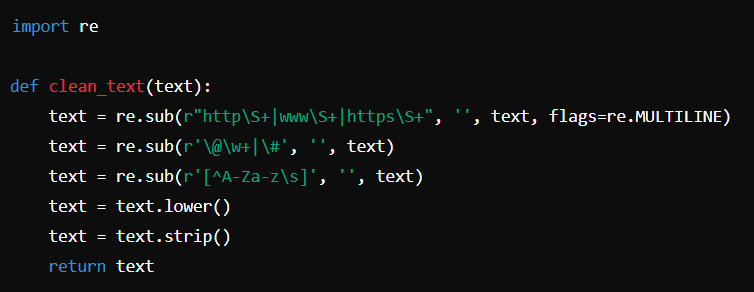 import re

def clean_text(text):
    text = re.sub(r"http\S+|www\S+|https\S+", '', text, flags=re.MULTILINE)
    text = re.sub(r'\@\w+|\#', '', text)
    text = re.sub(r'[^A-Za-z\s]', '', text)
    text = text.lower()
    text = text.strip()
    return text